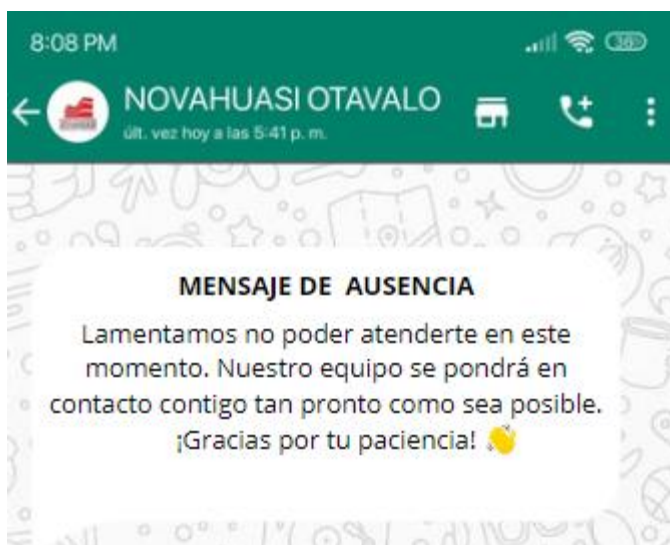 8:08 PM
38
NOVAHUASI OTAVALO
últ. vez hoy a las 5:41 p. m.
MENSAJE DE AUSENCIA
Lamentamos no poder atenderte en este
momento. Nuestro equipo se pondrá en
contacto contigo tan pronto como sea posible.
¡Gracias por tu paciencia! 👋